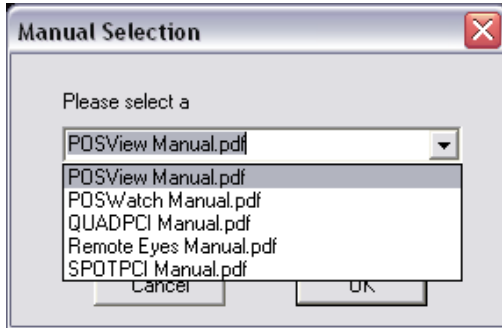 Manual Selection
Please select a
POSView Manual.pdf
POSView Manual.pdf
POSWatch Manual.pdf
QUADPCI Manual.pdf
Remote Eyes Manual.pdf
SPOTPCI Manual.pdf
Cancel OK